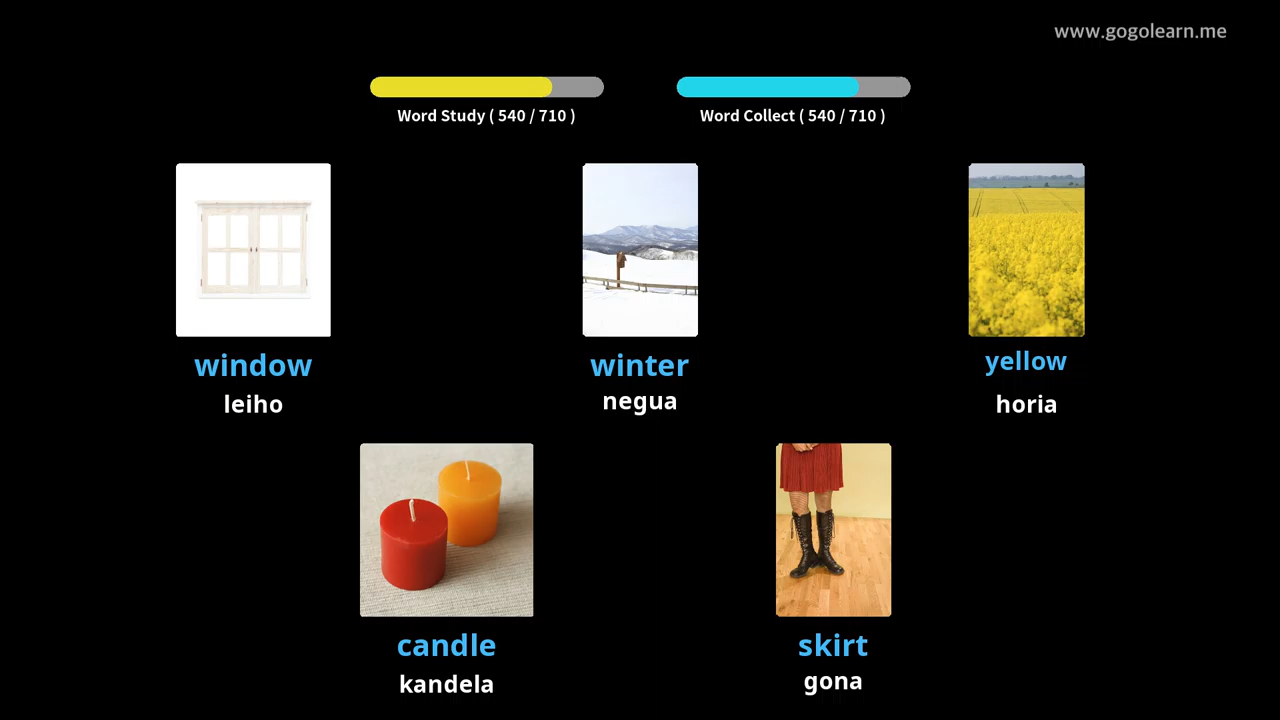 www.gogolearn.me
Word Study ( 540 / 710 )
Word Collect ( 540 / 710 )
window
leiho
winter
negua
yellow
horia
candle
kandela
skirt
gona